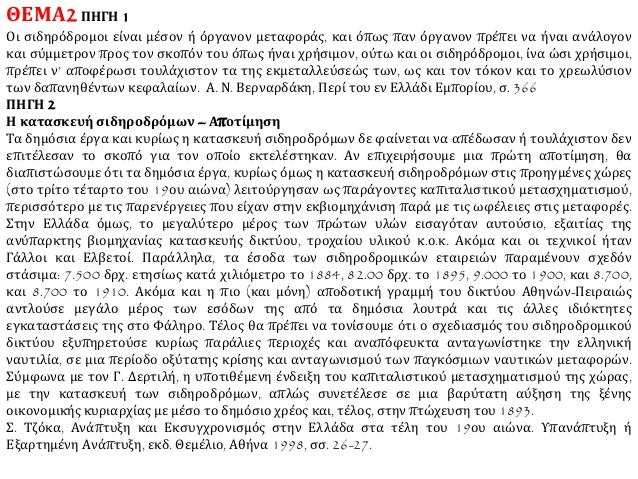 ΘΕΜΑ2 ΠΗΓΗ 1
Οι σιδηρόδρομοι είναι μέσον ή όργανον μεταφοράς, και όπως παν όργανον πρέπει να ήναι ανάλογον
και σύμμετρον προς τον σκοπόν του όπως ήναι χρήσιμον, ούτω και οι σιδηρόδρομοι, ίνα ώσι χρήσιμοι,
πρέπει ν' αποφέρωσι τουλάχιστον τα της εκμεταλλεύσεώς των, ως και τον τόκον και το χρεωλύσιον
των δαπανηθέντων κεφαλαίων. Α. Ν. Βερναρδάκη, Περί του εν Ελλάδι Εμπορίου, σ. 366
ΠΗΓΗ 2
Η κατασκευή σιδηροδρόμων – Αποτίμηση
Τα δημόσια έργα και κυρίως η κατασκευή σιδηροδρόμων δε φαίνεται να απέδωσαν ή τουλάχιστον δεν
επιτέλεσαν το σκοπό για τον οποίο εκτελέστηκαν. Αν επιχειρήσουμε μια πρώτη αποτίμηση, θα
διαπιστώσουμε ότι τα δημόσια έργα, κυρίως όμως η κατασκευή σιδηροδρόμων στις προηγμένες χώρες
(στο τρίτο τέταρτο του 19ου αιώνα) λειτούργησαν ως παράγοντες καπιταλιστικού μετασχηματισμού,
περισσότερο με τις παρενέργειες που είχαν στην εκβιομηχάνιση παρά με τις ωφέλειες στις μεταφορές.
Στην Ελλάδα όμως, το μεγαλύτερο μέρος των πρώτων υλών εισαγόταν αυτούσιο, εξαιτίας της
ανύπαρκτης βιομηχανίας κατασκευής δικτύου, τροχαίου υλικού κ.ο.κ. Ακόμα και οι τεχνικοί ήταν
Γάλλοι και Ελβετοί. Παράλληλα, τα έσοδα των σιδηροδρομικών εταιρειών παραμένουν σχεδόν
στάσιμα: 7.500 δρχ. ετησίως κατά χιλιόμετρο το 1884, 82.00 δρχ. το 1895, 9.000 το 1900, και 8.700,
και 8.700 το 1910. Ακόμα και η πιο (και μόνη) αποδοτική γραμμή του δικτύου Αθηνών-Πειραιώς
αντλούσε μεγάλο μέρος των εσόδων της από τα δημόσια λουτρά και τις άλλες ιδιόκτητες
εγκαταστάσεις της στο Φάληρο. Τέλος θα πρέπει να τονίσουμε ότι ο σχεδιασμός του σιδηροδρομικού
δικτύου εξυπηρετούσε κυρίως παράλιες περιοχές και αναπόφευκτα ανταγωνίστηκε την ελληνική
ναυτιλία, σε μια περίοδο οξύτατης κρίσης και ανταγωνισμού των παγκόσμιων ναυτικών μεταφορών.
Σύμφωνα με τον Γ. Δερτιλή, η υποτιθέμενη ένδειξη του καπιταλιστικού μετασχηματισμού της χώρας,
με την κατασκευή των σιδηροδρόμων, απλώς συνετέλεσε σε μια βαρύτατη αύξηση της ξένης
οικονομικής κυριαρχίας με μέσο το δημόσιο χρέος και, τέλος, στην πτώχευση του 1893.
Σ. Τζόκα, Ανάπτυξη και Εκσυγχρονισμός στην Ελλάδα στα τέλη του 19ου αιώνα. Υπανάπτυξη ή
Εξαρτημένη Ανάπτυξη, εκδ. Θεμέλιο, Αθήνα 1998, σσ. 26-27.